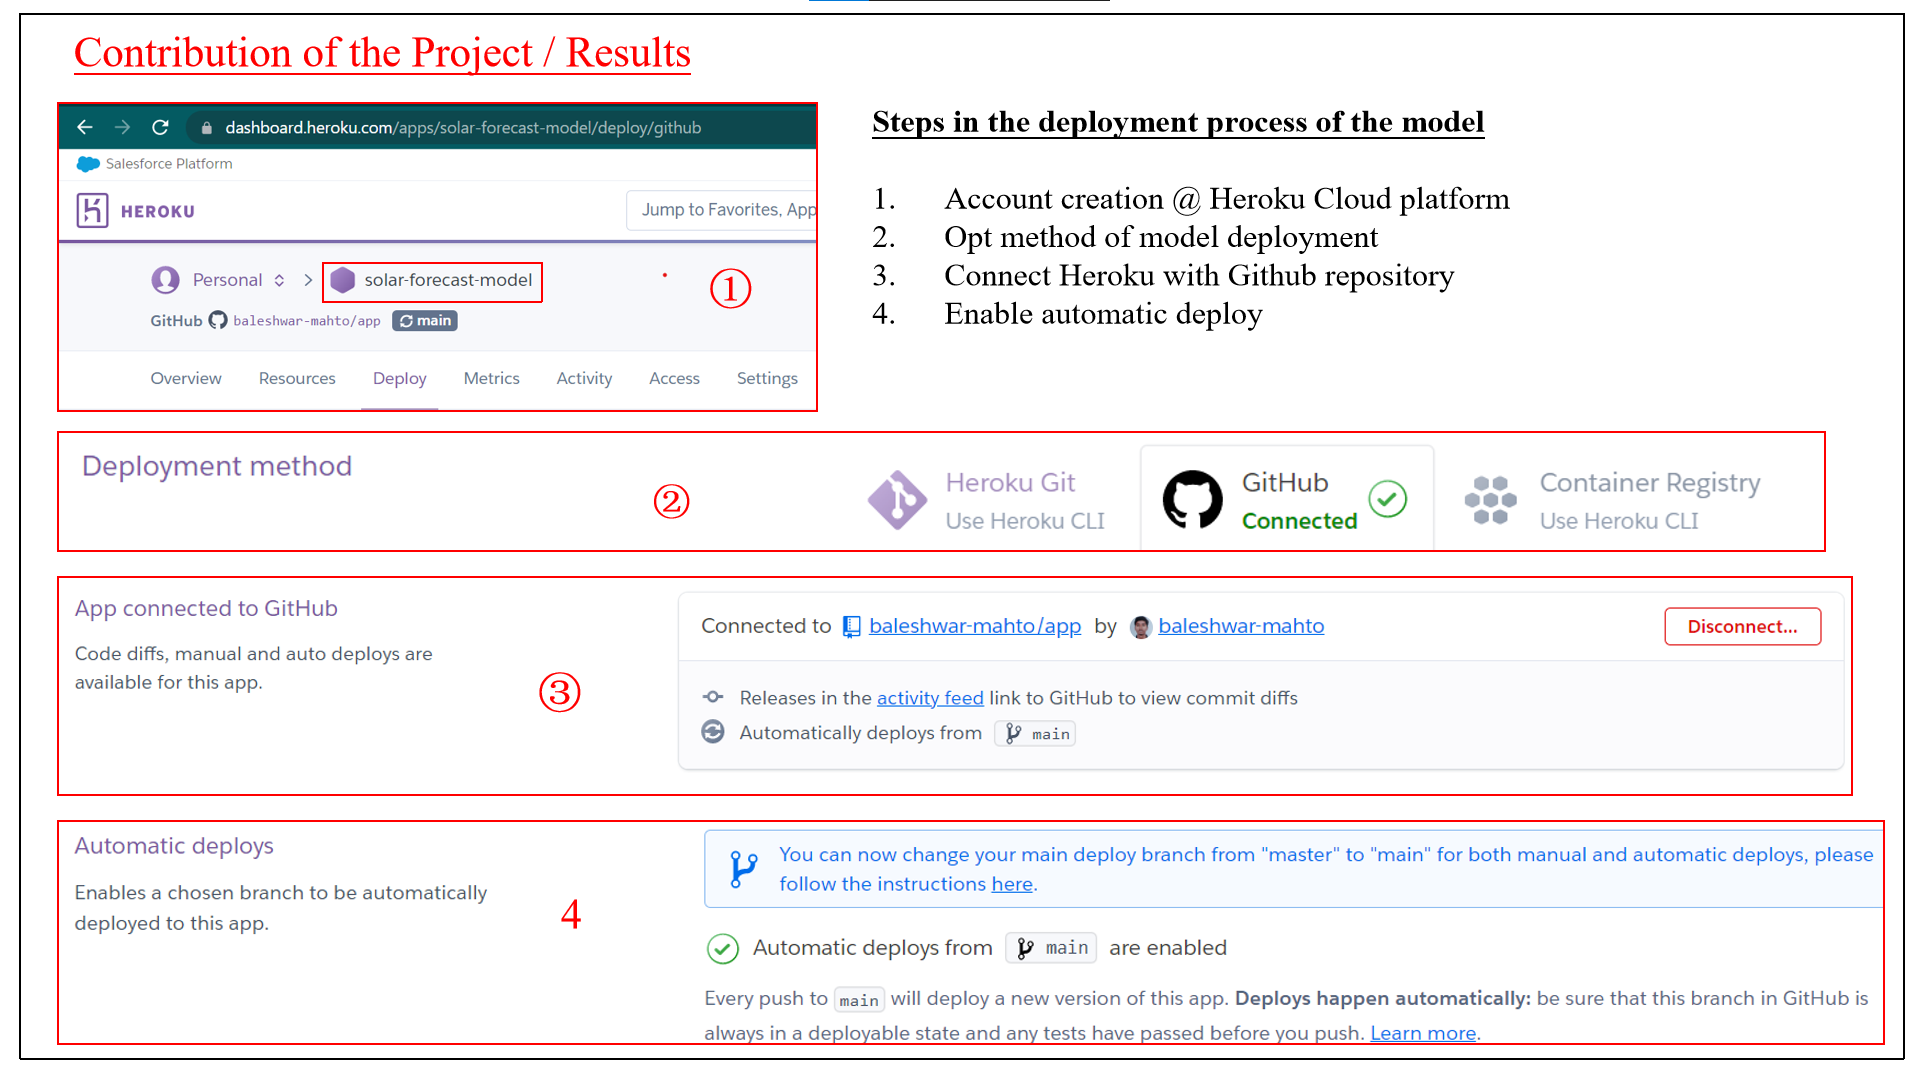 Contribution of the Project / Results
dashboard.heroku.com/apps/solar-forecast-model/deploy/github
Salesforce Platform
HEROKU
Jump to Favorites, App
Personal > solar-forecast-model
①
GitHub baleshwar-mahto/app main
Overview Resources Deploy Metrics Activity Access Settings
Steps in the deployment process of the model
1. Account creation @ Heroku Cloud platform
2. Opt method of model deployment
3. Connect Heroku with Github repository
4. Enable automatic deploy
Deployment method
②
Heroku Git
Use Heroku CLI
GitHub
Connected
Container Registry
Use Heroku CLI
App connected to GitHub
Code diffs, manual and auto deploys are
available for this app.
③
Connected to baleshwar-mahto/app by baleshwar-mahto
Disconnect...
Releases in the activity feed link to GitHub to view commit diffs
Automatically deploys from main
Automatic deploys
Enables a chosen branch to be automatically
deployed to this app.
4
You can now change your main deploy branch from "master" to "main" for both manual and automatic deploys, please
follow the instructions here.
Automatic deploys from main are enabled
Every push to main will deploy a new version of this app. Deploys happen automatically: be sure that this branch in GitHub is
always in a deployable state and any tests have passed before you push. Learn more.